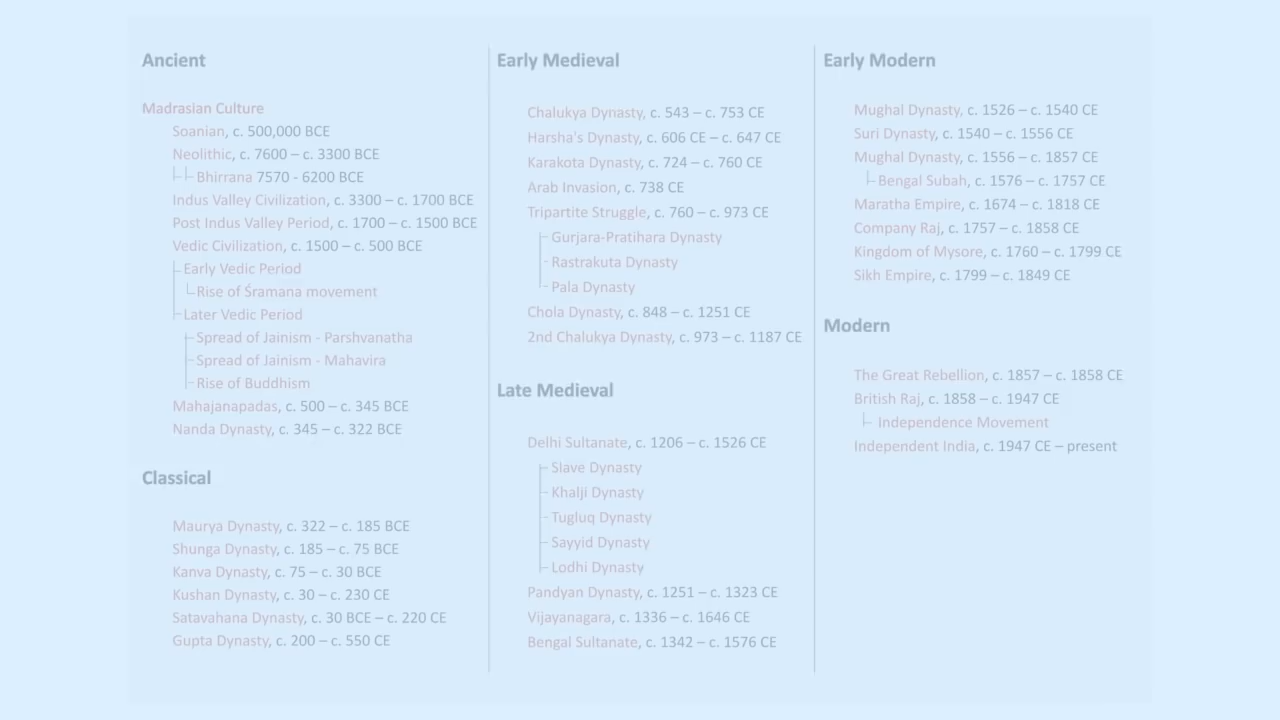 Ancient
Madrasian Culture
Soanian, c. 500,000 BCE
Neolithic, c. 7600 – c. 3300 BCE
Bhirrana 7570 - 6200 BCE
Indus Valley Civilization, c. 3300 – c. 1700 BCE
Post Indus Valley Period, c. 1700 – c. 1500 BCE
Vedic Civilization, c. 1500 – c. 500 BCE
Early Vedic Period
Rise of Śramana movement
Later Vedic Period
Spread of Jainism - Parshvanatha
Spread of Jainism - Mahavira
Rise of Buddhism
Mahajanapadas, c. 500 – c. 345 BCE
Nanda Dynasty, c. 345 – c. 322 BCE
Classical
Maurya Dynasty, c. 322 – c. 185 BCE
Shunga Dynasty, c. 185 – c. 75 BCE
Kanva Dynasty, c. 75 – c. 30 BCE
Kushan Dynasty, c. 30 – c. 230 CE
Satavahana Dynasty, c. 30 BCE – c. 220 CE
Gupta Dynasty, c. 200 – c. 550 CE
Early Medieval
Chalukya Dynasty, c. 543 – c. 753 CE
Harsha's Dynasty, c. 606 CE – c. 647 CE
Karakota Dynasty, c. 724 – c. 760 CE
Arab Invasion, c. 738 CE
Tripartite Struggle, c. 760 – c. 973 CE
Gurjara-Pratihara Dynasty
Rastrakuta Dynasty
Pala Dynasty
Chola Dynasty, c. 848 – c. 1251 CE
2nd Chalukya Dynasty, c. 973 – c. 1187 CE
Late Medieval
Delhi Sultanate, c. 1206 – c. 1526 CE
Slave Dynasty
Khalji Dynasty
Tugluq Dynasty
Sayyid Dynasty
Lodhi Dynasty
Pandyan Dynasty, c. 1251 – c. 1323 CE
Vijayanagara, c. 1336 – c. 1646 CE
Bengal Sultanate, c. 1342 – c. 1576 CE
Early Modern
Mughal Dynasty, c. 1526 – c. 1540 CE
Suri Dynasty, c. 1540 – c. 1556 CE
Mughal Dynasty, c. 1556 – c. 1857 CE
Bengal Subah, c. 1576 – c. 1757 CE
Maratha Empire, c. 1674 – c. 1818 CE
Company Raj, c. 1757 – c. 1858 CE
Kingdom of Mysore, c. 1760 – c. 1799 CE
Sikh Empire, c. 1799 – c. 1849 CE
Modern
The Great Rebellion, c. 1857 – c. 1858 CE
British Raj, c. 1858 – c. 1947 CE
Independence Movement
Independent India, c. 1947 CE – present